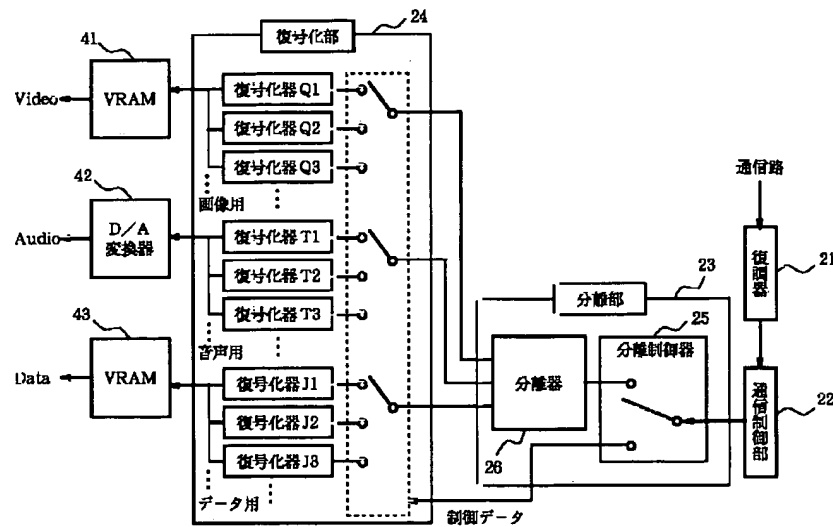 24
復号化部
41
VRAM
Video
復号化器Q1
復号化器Q2
復号化器Q3
画像用
42
D/A
変換器
Audio
復号化器T1
復号化器T2
復号化器T3
音声用
43
VRAM
Data
復号化器J1
復号化器J2
復号化器J3
データ用
通信路
復調器
21
分離部
23
25
分離制御器
分離器
26
通信制御部
22
制御データ